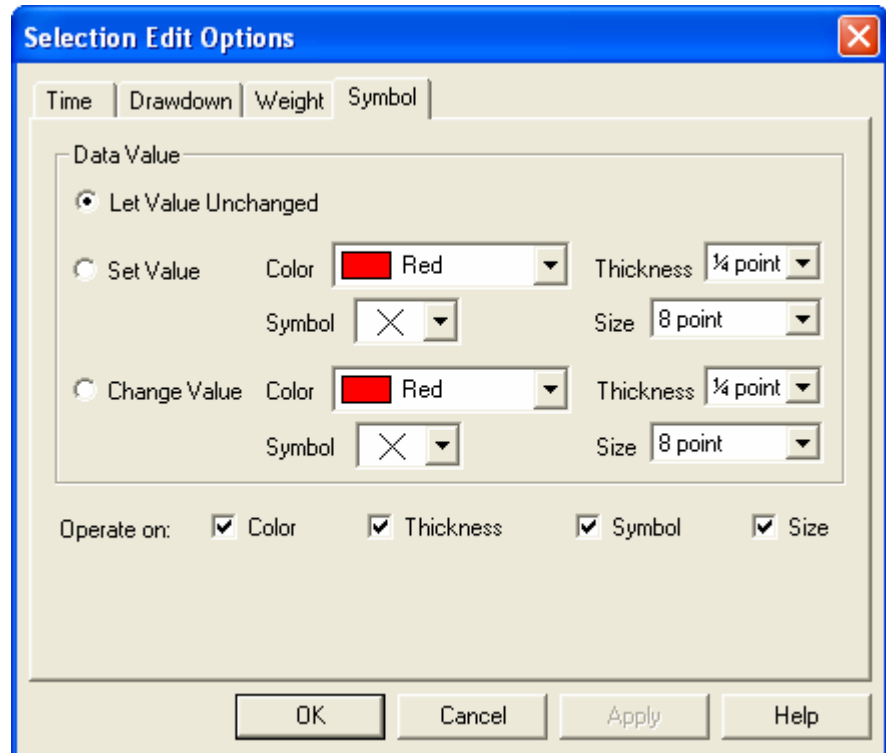 Selection Edit Options
Time Drawdown Weight Symbol
Data Value
Let Value Unchanged
Set Value Color Red Thickness ¼ point
Symbol Size 8 point
Change Value Color Red Thickness ¼ point
Symbol Size 8 point
Operate on: Color Thickness Symbol Size
OK Cancel Apply Help